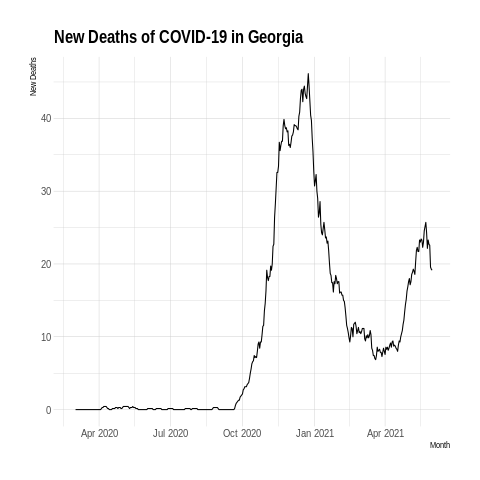 New Deaths of COVID-19 in Georgia
New Deaths
40
30
20
10
0
Apr 2020 Jul 2020 Oct 2020 Jan 2021 Apr 2021
Month